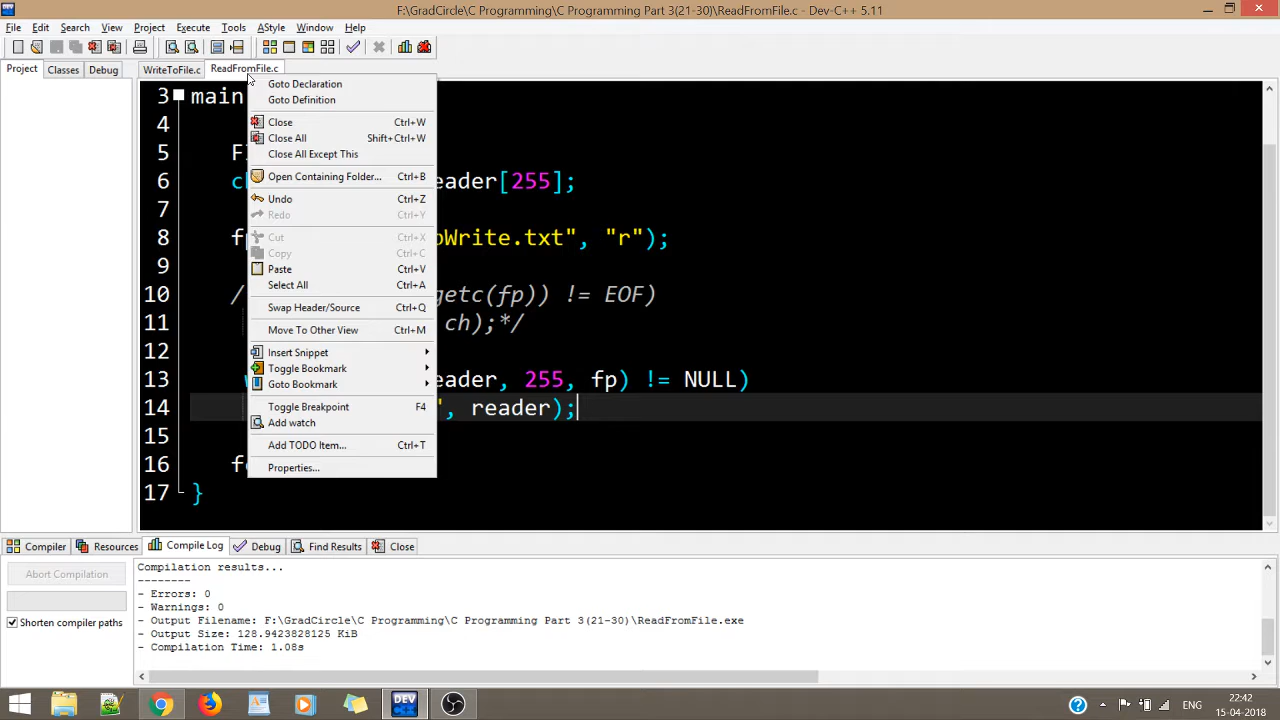 F:\GradCircle\C Programming\C Programming Part 3(21-30)\ReadFromFile.c - Dev-C++ 5.11
File Edit Search View Project Execute Tools AStyle Window Help
Project Classes Debug WriteToFile.c ReadFromFile.c
Goto Declaration
Goto Definition
Close Ctrl+W
Close All Shift+Ctrl+W
Close All Except This
Open Containing Folder... Ctrl+B
Undo Ctrl+Z
Redo Ctrl+Y
Cut Ctrl+X
Copy Ctrl+C
Paste Ctrl+V
Select All Ctrl+A
Swap Header/Source Ctrl+Q
Move To Other View Ctrl+M
Insert Snippet
Toggle Bookmark
Goto Bookmark
Toggle Breakpoint F4
Add watch
Add TODO Item... Ctrl+T
Properties...
3 main
4
5 F
6 c eader[255];
7
8 f Write.txt", "r");
9
10 / getc(fp)) != EOF)
11 ch);*/
12
13 eader, 255, fp) != NULL)
14 ", reader);
15
16 f
17 }
Compiler Resources Compile Log Debug Find Results Close
Abort Compilation
Shorten compiler paths
Compilation results...
--------
- Errors: 0
- Warnings: 0
- Output Filename: F:\GradCircle\C Programming\C Programming Part 3(21-30)\ReadFromFile.exe
- Output Size: 128.9423828125 KiB
- Compilation Time: 1.08s
DEV
22:42
15-04-2018
ENG